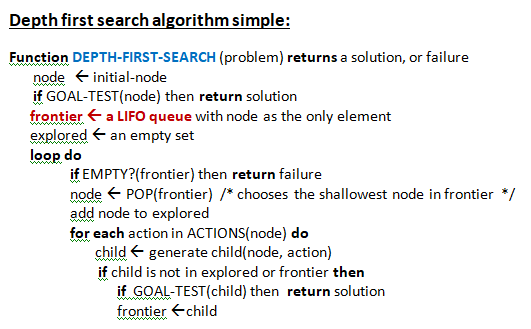 Depth first search algorithm simple:
Function DEPTH-FIRST-SEARCH (problem) returns a solution, or failure
node ← initial-node
if GOAL-TEST(node) then return solution
frontier ← a LIFO queue with node as the only element
explored ← an empty set
loop do
if EMPTY?(frontier) then return failure
node ← POP(frontier) /* chooses the shallowest node in frontier */
add node to explored
for each action in ACTIONS(node) do
child ← generate child(node, action)
if child is not in explored or frontier then
if GOAL-TEST(child) then return solution
frontier ←child